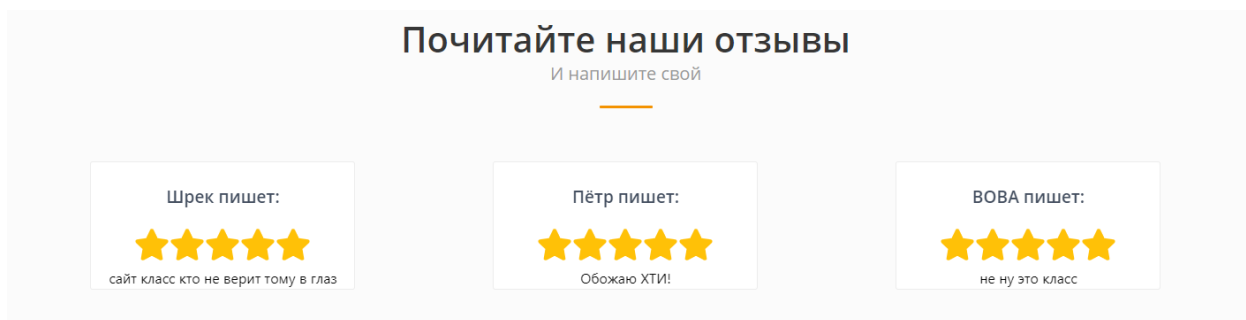 Почитайте наши отзывы
И напишите свой
Шрек пишет:
сайт класс кто не верит тому в глаз
Пётр пишет:
Обожаю ХТИ!
ВОВА пишет:
не ну это класс